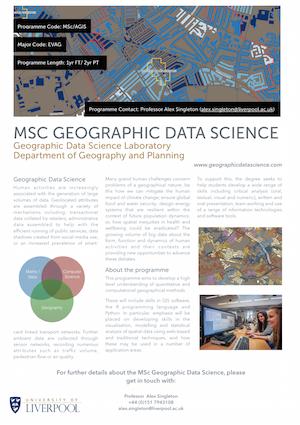 Programme Code: MSc/AGIS
Major Code: EVAG
Programme Length: 1yr FT/ 2yr PT
Programme Contact: Professor Alex Singleton (alex.singleton@liverpool.ac.uk)
MSC GEOGRAPHIC DATA SCIENCE
Geographic Data Science Laboratory
Department of Geography and Planning
www.geographicdatascience.com
Geographic Data Science
Human activities are increasingly
associated with the generation of large
volumes of data. Geolocated attributes
are assembled through a variety of
mechanisms including: transactional
data collated by retailers; administrative
data assembled to help with the
efficient running of public services; data
shadows created from social media use;
or an increased prevalence of smart
Maths /
Stats
Computer
Science
Geography
card linked transport networks. Further
ambient data are collected through
sensor networks, recording numerous
attributes such as traffic volume,
pedestrian flow or air quality.
Many grand human challenges concern
problems of a geographical nature; be
this how we can mitigate the human
impact of climate change; ensure global
food and water security; design energy
systems that are resilient within the
context of future population dynamics;
or, how spatial inequities in health and
wellbeing could be eradicated? The
growing volume of big data about the
form, function and dynamics of human
activities and their contexts are
providing new opportunities to advance
these debates.
About the programme
This programme aims to develop a high
level understanding of quantitative and
computational geographical methods.
These will include skills in GIS software,
the R programming language and
Python. In particular, emphasis will be
placed on developing skills in the
visualisation, modelling and statistical
analysis of spatial data using web-based
and traditional techniques, and how
these may be used in a number of
application areas.
To support this, the degree seeks to
help students develop a wide range of
skills including critical analysis (oral,
textual, visual and numeric), written and
oral presentation, team working and use
of a range of information technologies
and software tools.
For further details about the MSc Geographic Data Science, please
get in touch with:
Professor Alex Singleton
+44 (0)151 7943108
alex.singleton@liverpool.ac.uk
UNIVERSITY OF
LIVERPOOL